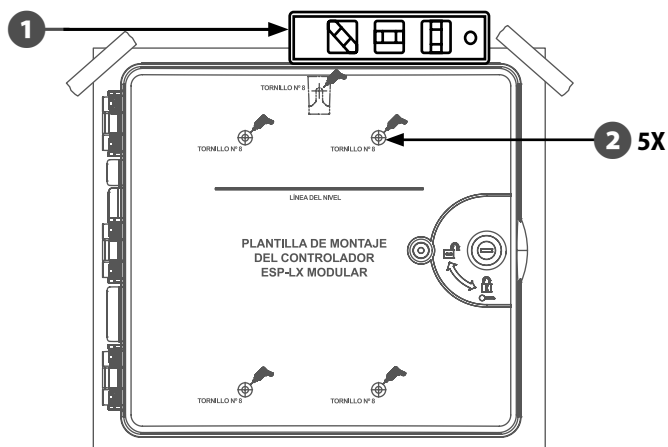 1
TORNILLO Nº 8
TORNILLO Nº 8
TORNILLO Nº 8
2 5X
LÍNEA DEL NIVEL
PLANTILLA DE MONTAJE
DEL CONTROLADOR
ESP-LX MODULAR
TORNILLO Nº 8
TORNILLO Nº 8